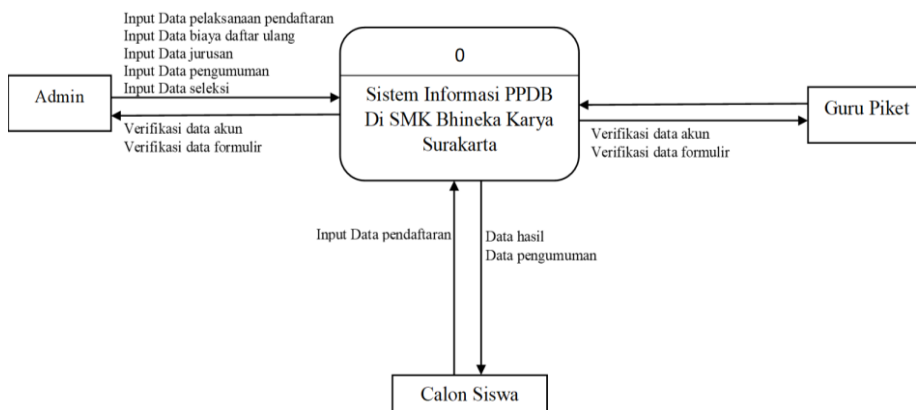 Input Data pelaksanaan pendaftaran
Input Data biaya daftar ulang
Input Data jurusan
Input Data pengumuman
Input Data seleksi
Admin
Verifikasi data akun
Verifikasi data formulir
0
Sistem Informasi PPDB
Di SMK Bhineka Karya
Surakarta
Guru Piket
Verifikasi data akun
Verifikasi data formulir
Input Data pendaftaran
Data hasil
Data pengumuman
Calon Siswa